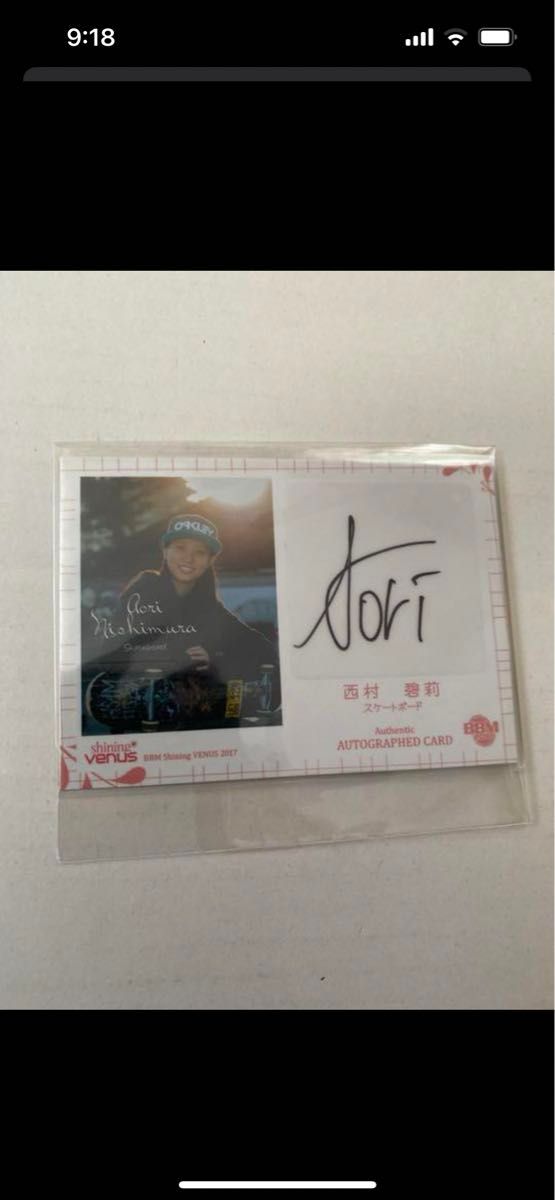 9:18
OAKLEY
Aori
Nishimura
Skateboard
Aori
西村 碧莉
スケートボード
Authentic
AUTOGRAPHED CARD
BBM
shining
venus
BBM Shining VENUS 2017